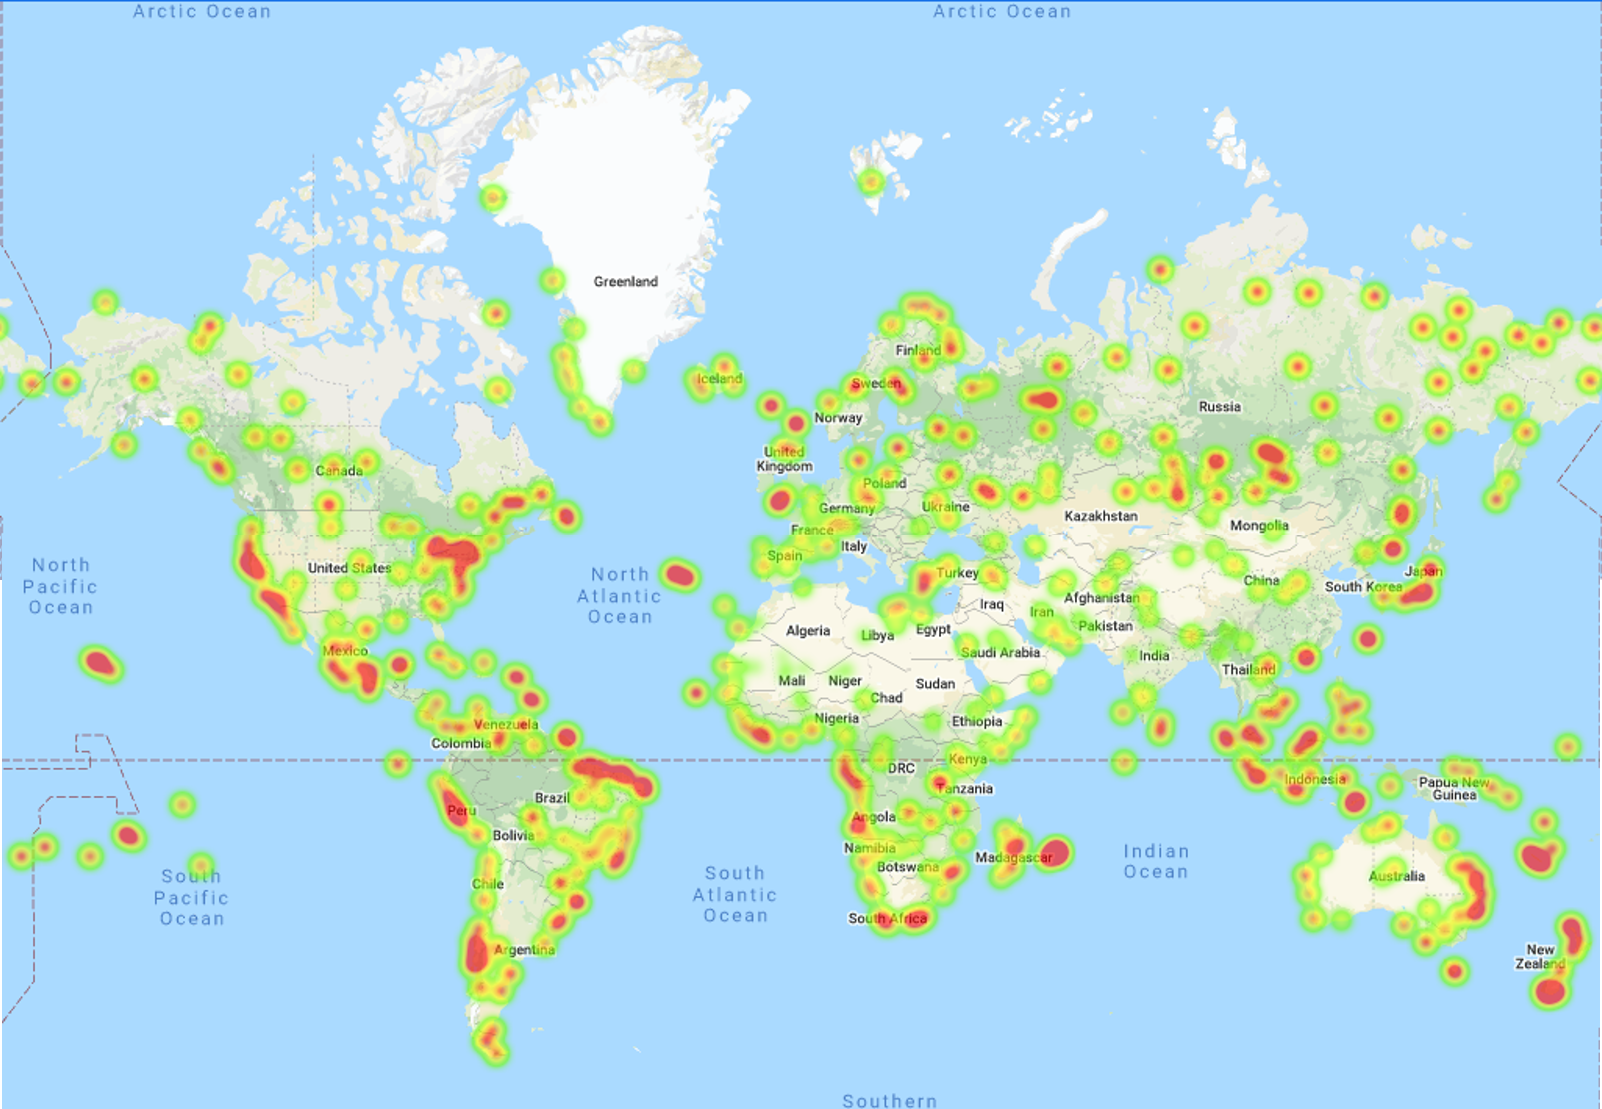 Arctic Ocean
Arctic Ocean
Greenland
Iceland
Finland
Sweden
Norway
Russia
United
Kingdom
Canada
Poland
Germany
Ukraine
Kazakhstan
Mongolia
France
Italy
Spain
Turkey
United States
North
Pacific
Ocean
North
Atlantic
Ocean
China
South Korea
Japan
Afghanistan
Iraq
Iran
Pakistan
Algeria
Libya
Egypt
Saudi Arabia
India
Thailand
Mexico
Mali
Niger
Chad
Sudan
Nigeria
Ethiopia
Venezuela
Colombia
DRC
Kenya
Tanzania
Indonesia
Papua New
Guinea
Brazil
Peru
Bolivia
Angola
Namibia
Botswana
Madagascar
Indian
Ocean
Australia
Chile
South
Pacific
Ocean
South
Atlantic
Ocean
South Africa
Argentina
New
Zealand
Southern